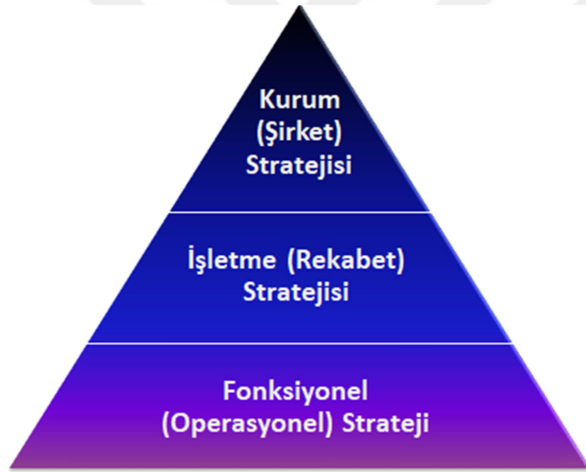 Kurum
(Şirket)
Stratejisi
İşletme (Rekabet)
Stratejisi
Fonksiyonel
(Operasyonel) Strateji